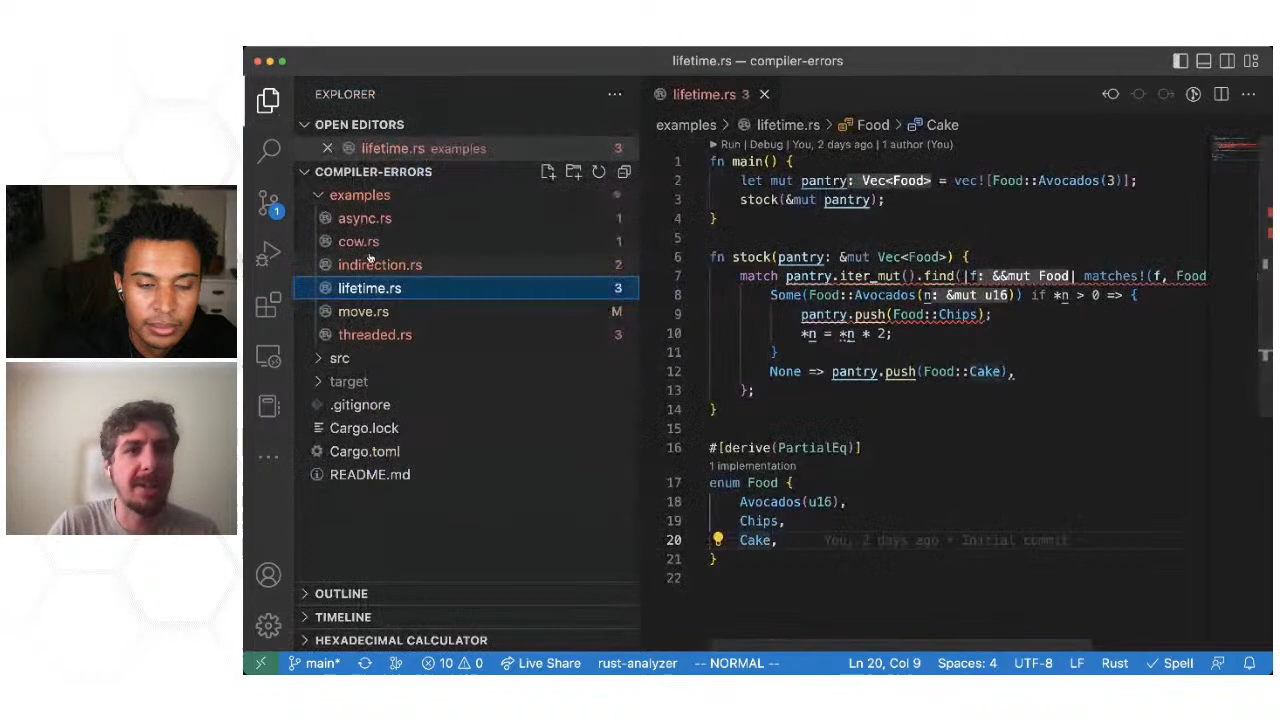 lifetime.rs — compiler-errors
EXPLORER
OPEN EDITORS
lifetime.rs examples 3
COMPILER-ERRORS
examples
async.rs 1
cow.rs 1
indirection.rs 2
lifetime.rs 3
move.rs M
threaded.rs 3
src
target
.gitignore
Cargo.lock
Cargo.toml
README.md
OUTLINE
TIMELINE
HEXADECIMAL CALCULATOR
1
lifetime.rs 3
examples > lifetime.rs > Food > Cake
Run | Debug | You, 2 days ago | 1 author (You)
1 fn main() {
2 let mut pantry: Vec<Food> = vec![Food::Avocados(3)];
3 stock(&mut pantry);
4 }
5
6 fn stock(pantry: &mut Vec<Food>) {
7 match pantry.iter_mut().find(|f: &&mut Food| matches!(f, Food
8 Some(Food::Avocados(n: &mut u16)) if *n > 0 => {
9 pantry.push(Food::Chips);
10 *n = *n * 2;
11 }
12 None => pantry.push(Food::Cake),
13 };
14 }
15
16 #[derive(PartialEq)]
1 implementation
17 enum Food {
18 Avocados(u16),
19 Chips,
20 Cake, You, 2 days ago • Initial commit
21 }
22
main* 10 0 Live Share rust-analyzer -- NORMAL -- Ln 20, Col 9 Spaces: 4 UTF-8 LF Rust Spell